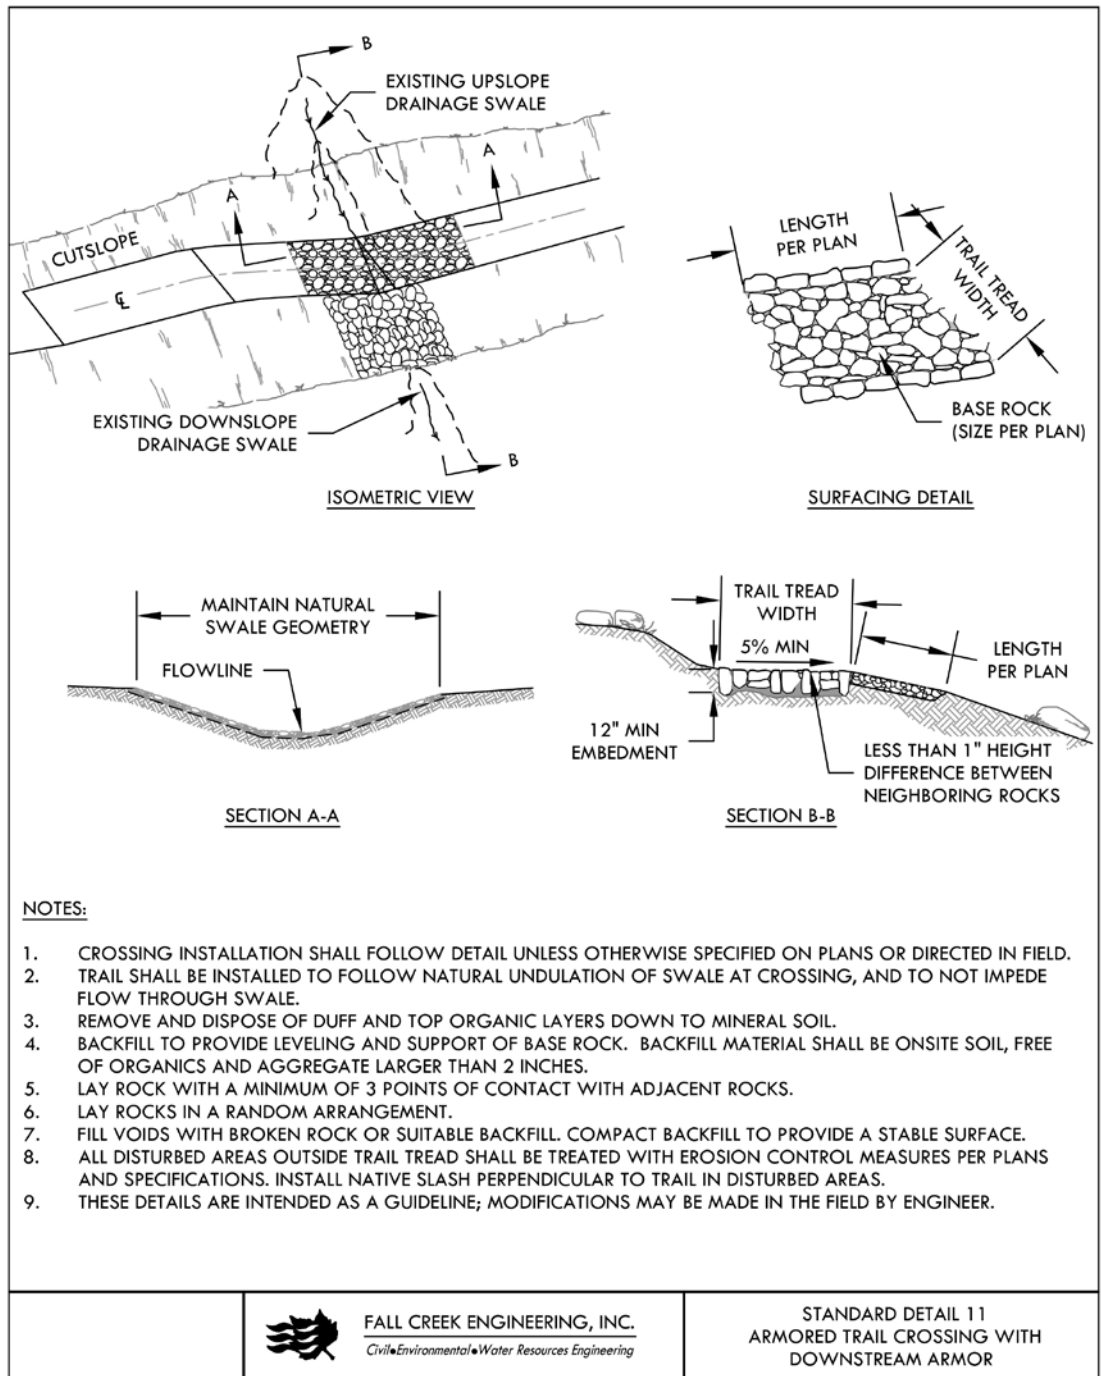 B
EXISTING UPSLOPE
DRAINAGE SWALE
A
A
CUTSLOPE
℄
EXISTING DOWNSLOPE
DRAINAGE SWALE
B
ISOMETRIC VIEW
LENGTH
PER PLAN
TRAIL TREAD
WIDTH
BASE ROCK
(SIZE PER PLAN)
SURFACING DETAIL
MAINTAIN NATURAL
SWALE GEOMETRY
FLOWLINE
SECTION A-A
TRAIL TREAD
WIDTH
5% MIN
LENGTH
PER PLAN
12" MIN
EMBEDMENT
LESS THAN 1" HEIGHT
DIFFERENCE BETWEEN
NEIGHBORING ROCKS
SECTION B-B
NOTES:
1. CROSSING INSTALLATION SHALL FOLLOW DETAIL UNLESS OTHERWISE SPECIFIED ON PLANS OR DIRECTED IN FIELD.
2. TRAIL SHALL BE INSTALLED TO FOLLOW NATURAL UNDULATION OF SWALE AT CROSSING, AND TO NOT IMPEDE
FLOW THROUGH SWALE.
3. REMOVE AND DISPOSE OF DUFF AND TOP ORGANIC LAYERS DOWN TO MINERAL SOIL.
4. BACKFILL TO PROVIDE LEVELING AND SUPPORT OF BASE ROCK. BACKFILL MATERIAL SHALL BE ONSITE SOIL, FREE
OF ORGANICS AND AGGREGATE LARGER THAN 2 INCHES.
5. LAY ROCK WITH A MINIMUM OF 3 POINTS OF CONTACT WITH ADJACENT ROCKS.
6. LAY ROCKS IN A RANDOM ARRANGEMENT.
7. FILL VOIDS WITH BROKEN ROCK OR SUITABLE BACKFILL. COMPACT BACKFILL TO PROVIDE A STABLE SURFACE.
8. ALL DISTURBED AREAS OUTSIDE TRAIL TREAD SHALL BE TREATED WITH EROSION CONTROL MEASURES PER PLANS
AND SPECIFICATIONS. INSTALL NATIVE SLASH PERPENDICULAR TO TRAIL IN DISTURBED AREAS.
9. THESE DETAILS ARE INTENDED AS A GUIDELINE; MODIFICATIONS MAY BE MADE IN THE FIELD BY ENGINEER.
FALL CREEK ENGINEERING, INC.
Civil●Environmental●Water Resources Engineering
STANDARD DETAIL 11
ARMORED TRAIL CROSSING WITH
DOWNSTREAM ARMOR